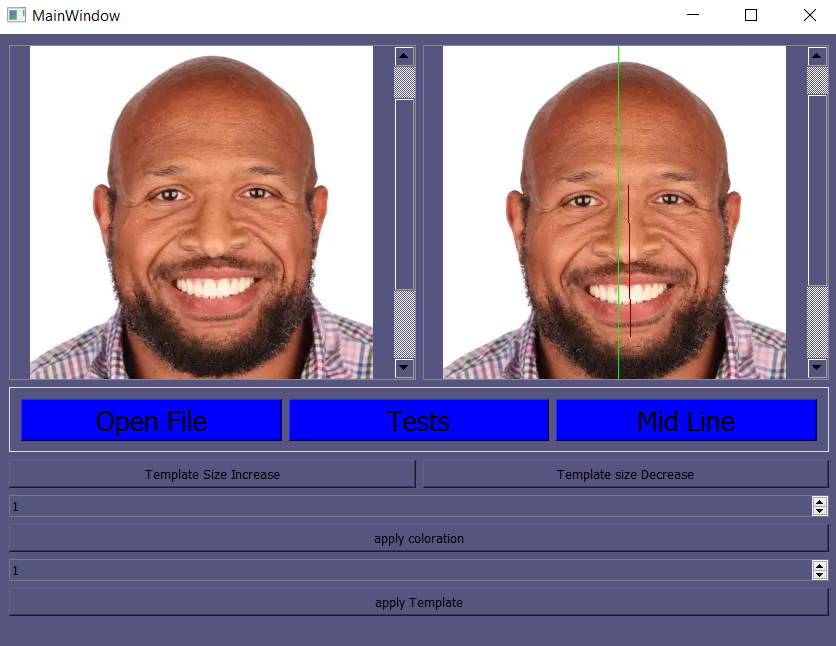 MainWindow
Open File
Tests
Mid Line
Template Size Increase
Template size Decrease
1
apply coloration
1
apply Template